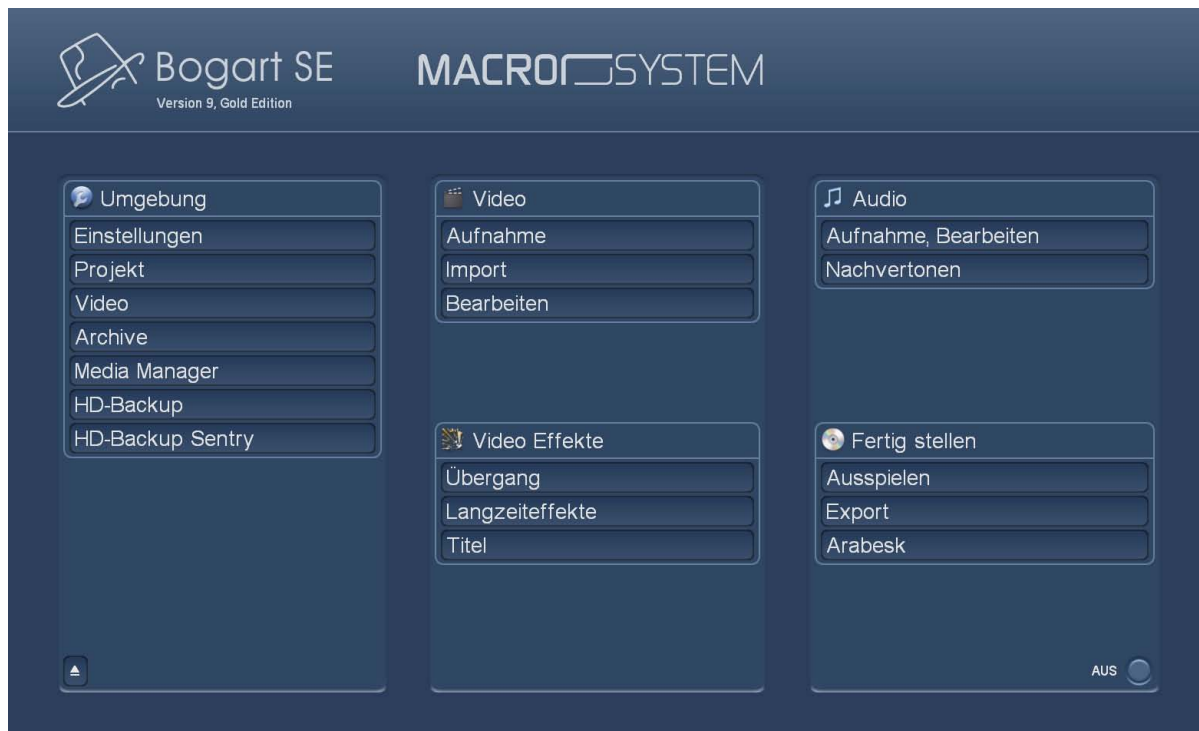 Bogart SE
Version 9, Gold Edition
MACROSYSTEM
Umgebung
Einstellungen
Projekt
Video
Archive
Media Manager
HD-Backup
HD-Backup Sentry
Video
Aufnahme
Import
Bearbeiten
Video Effekte
Übergang
Langzeiteffekte
Titel
Audio
Aufnahme, Bearbeiten
Nachvertonen
Fertig stellen
Ausspielen
Export
Arabesk
AUS